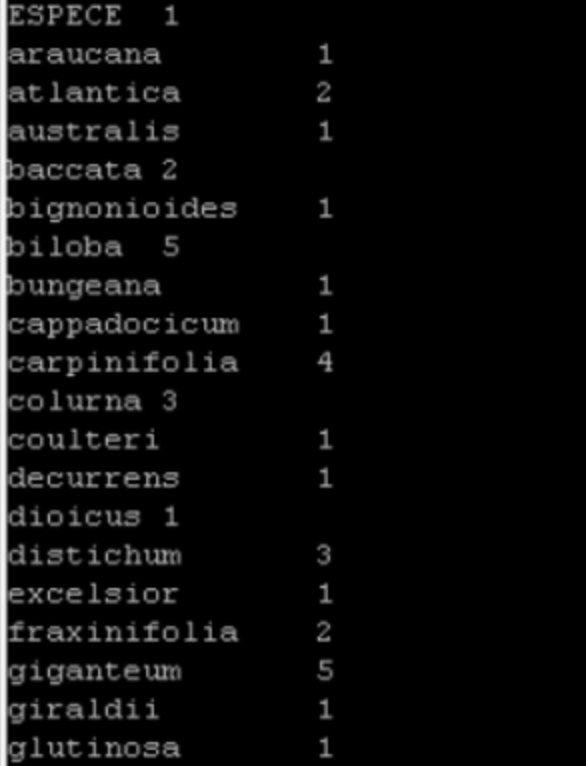 ESPECE 1
araucana 1
atlantica 2
australis 1
baccata 2
bignonioides 1
biloba 5
bungeana 1
cappadocicum 1
carpinifolia 4
colurna 3
coulteri 1
decurrens 1
dioicus 1
distichum 3
excelsior 1
fraxinifolia 2
giganteum 5
giraldii 1
glutinosa 1